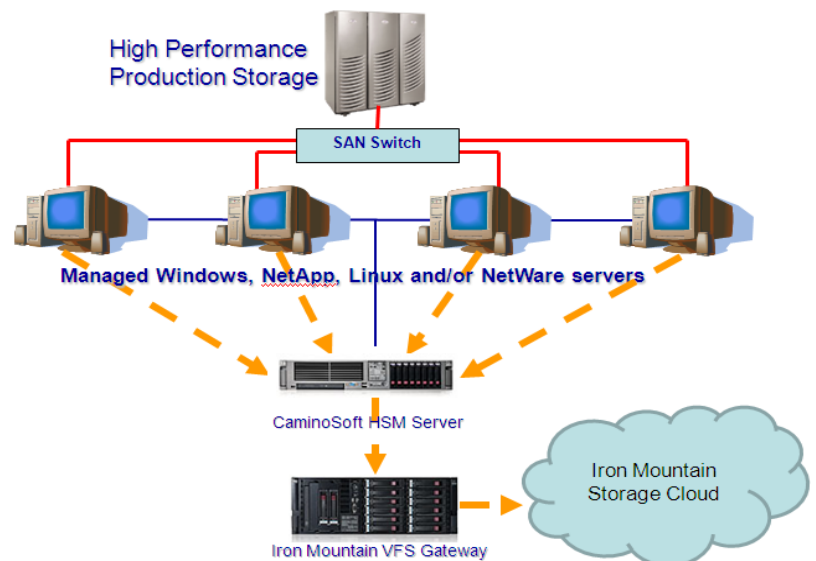 High Performance
Production Storage
SAN Switch
Managed Windows, NetApp, Linux and/or NetWare servers
CaminoSoft HSM Server
Iron Mountain
Storage Cloud
Iron Mountain VFS Gateway